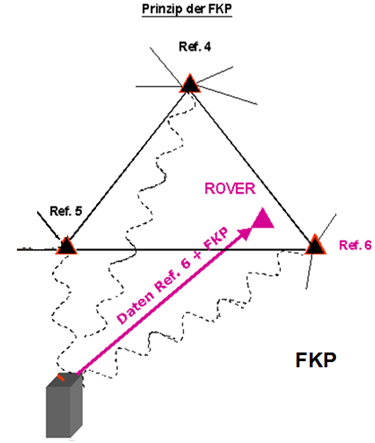 Prinzip der FKP
Ref. 4
ROVER
Ref. 5
Ref. 6
Daten Ref. 6 + FKP
FKP